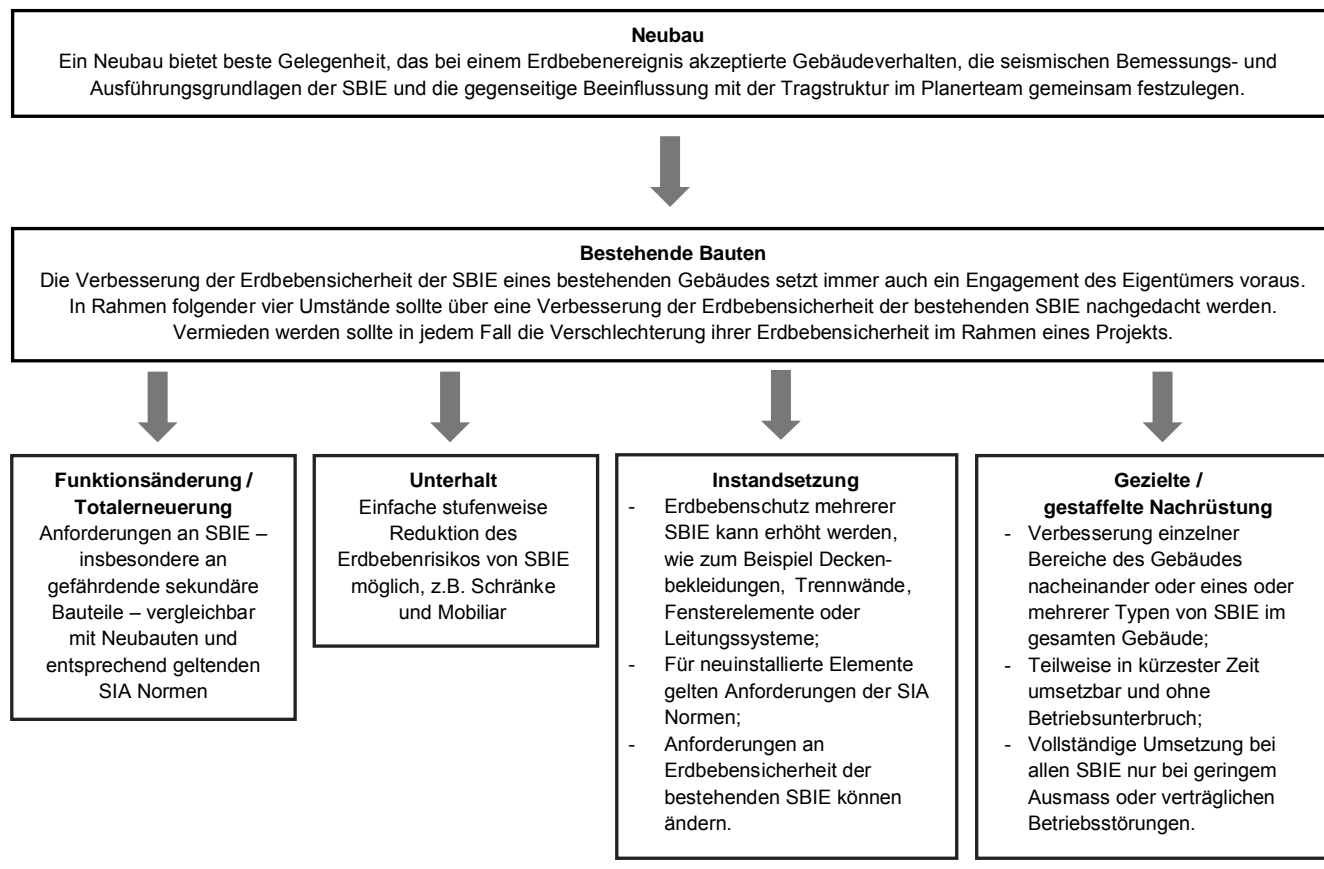 Neubau
Ein Neubau bietet beste Gelegenheit, das bei einem Erdbebenereignis akzeptierte Gebäudeverhalten, die seismischen Bemessungs- und
Ausführungsgrundlagen der SBIE und die gegenseitige Beeinflussung mit der Tragstruktur im Planerteam gemeinsam festzulegen.
Bestehende Bauten
Die Verbesserung der Erdbebensicherheit der SBIE eines bestehenden Gebäudes setzt immer auch ein Engagement des Eigentümers voraus.
In Rahmen folgender vier Umstände sollte über eine Verbesserung der Erdbebensicherheit der bestehenden SBIE nachgedacht werden.
Vermieden werden sollte in jedem Fall die Verschlechterung ihrer Erdbebensicherheit im Rahmen eines Projekts.
Funktionsänderung /
Totalerneuerung
Anforderungen an SBIE –
insbesondere an
gefährdende sekundäre
Bauteile – vergleichbar
mit Neubauten und
entsprechend geltenden
SIA Normen
Unterhalt
Einfache stufenweise
Reduktion des
Erdbebenrisikos von SBIE
möglich, z.B. Schränke
und Mobiliar
Instandsetzung
- Erdbebenschutz mehrerer
SBIE kann erhöht werden,
wie zum Beispiel Decken-
bekleidungen, Trennwände,
Fensterelemente oder
Leitungssysteme;
- Für neuinstallierte Elemente
gelten Anforderungen der SIA
Normen;
- Anforderungen an
Erdbebensicherheit der
bestehenden SBIE können
ändern.
Gezielte /
gestaffelte Nachrüstung
- Verbesserung einzelner
Bereiche des Gebäudes
nacheinander oder eines oder
mehrerer Typen von SBIE im
gesamten Gebäude;
- Teilweise in kürzester Zeit
umsetzbar und ohne
Betriebsunterbruch;
- Vollständige Umsetzung bei
allen SBIE nur bei geringem
Ausmass oder verträglichen
Betriebsstörungen.